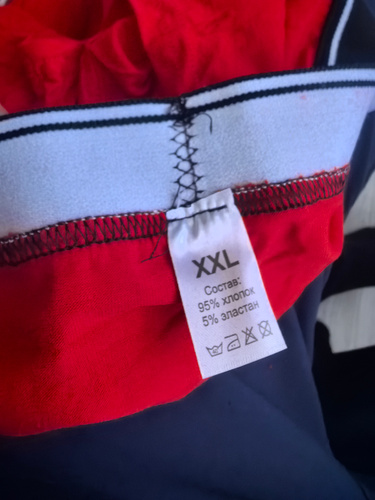 XXL
Состав:
95% хлопок
5% эластан